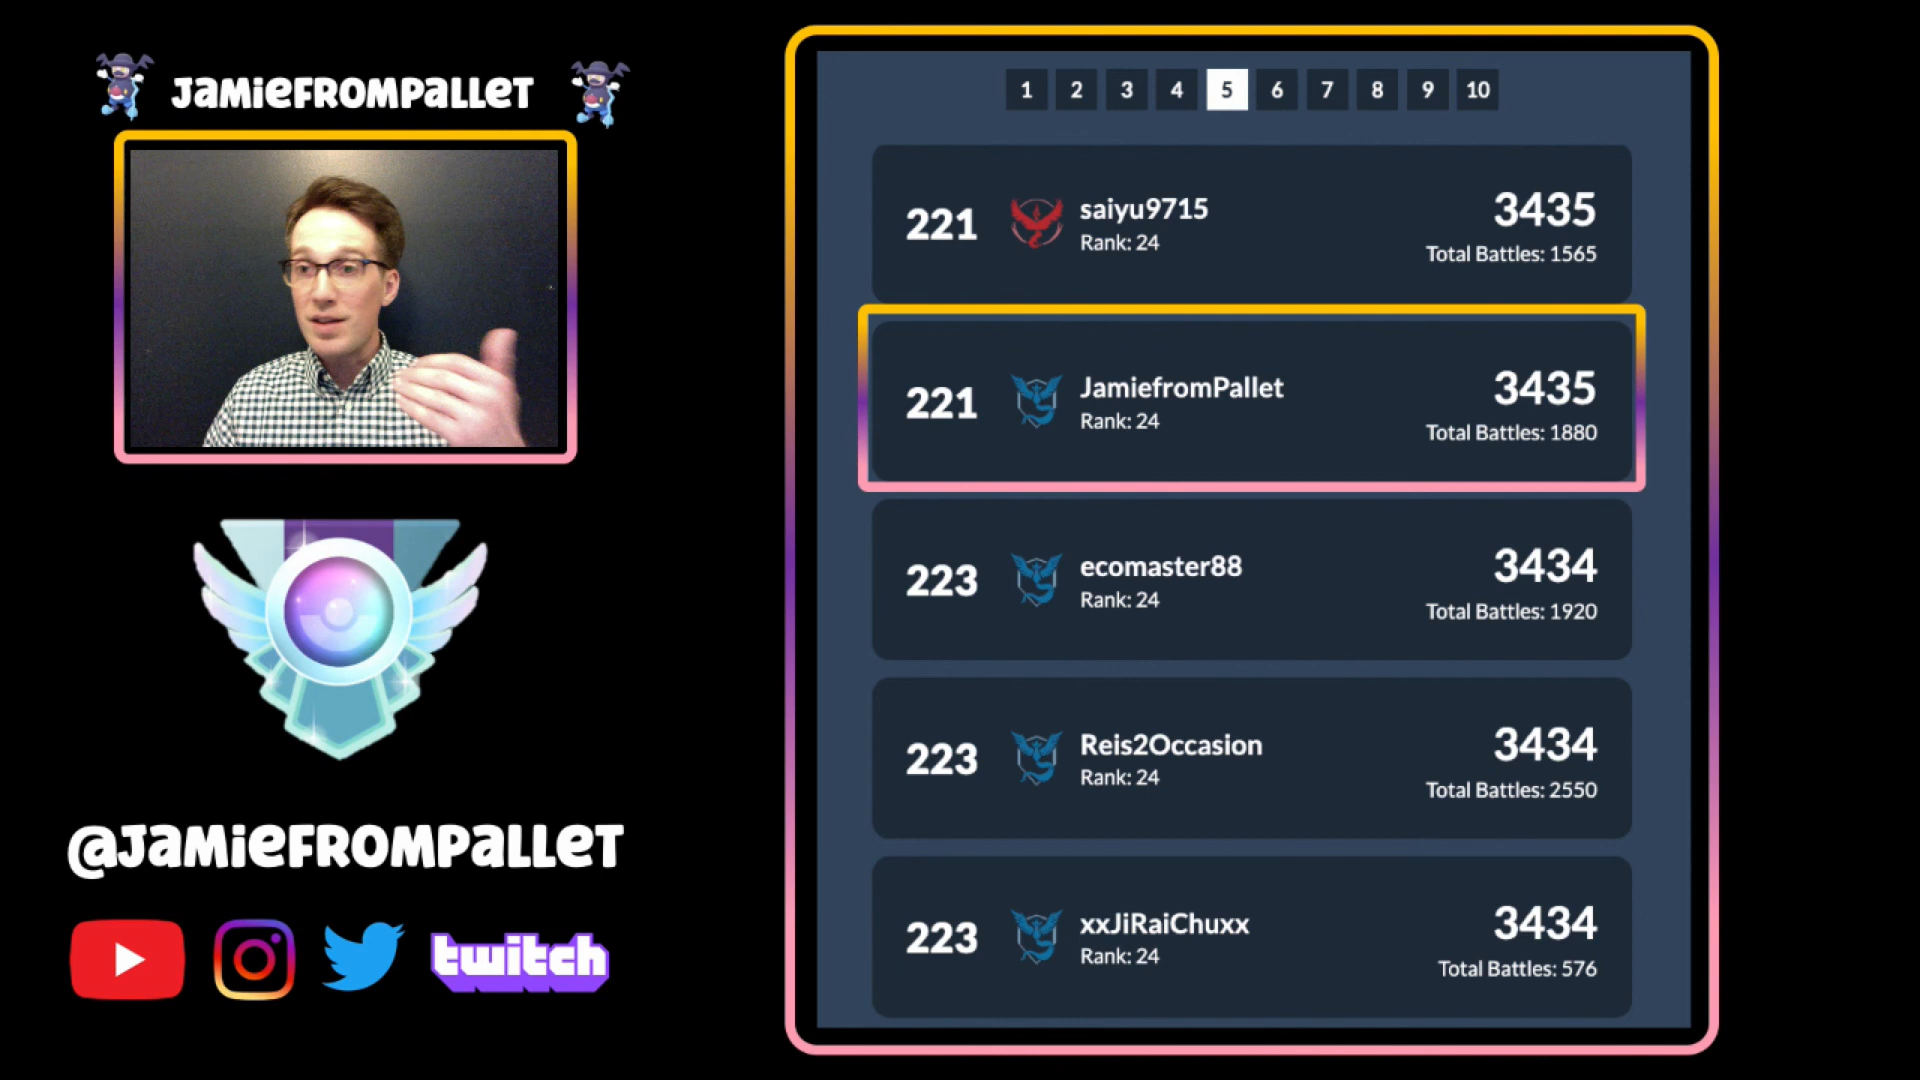 JamieFromPallet
@JamieFromPallet
twitch
1 2 3 4 5 6 7 8 9 10
221 saiyu9715 3435
Rank: 24 Total Battles: 1565
221 JamiefromPallet 3435
Rank: 24 Total Battles: 1880
223 ecomaster88 3434
Rank: 24 Total Battles: 1920
223 Reis2Occasion 3434
Rank: 24 Total Battles: 2550
223 xxJiRaiChuxx 3434
Rank: 24 Total Battles: 576